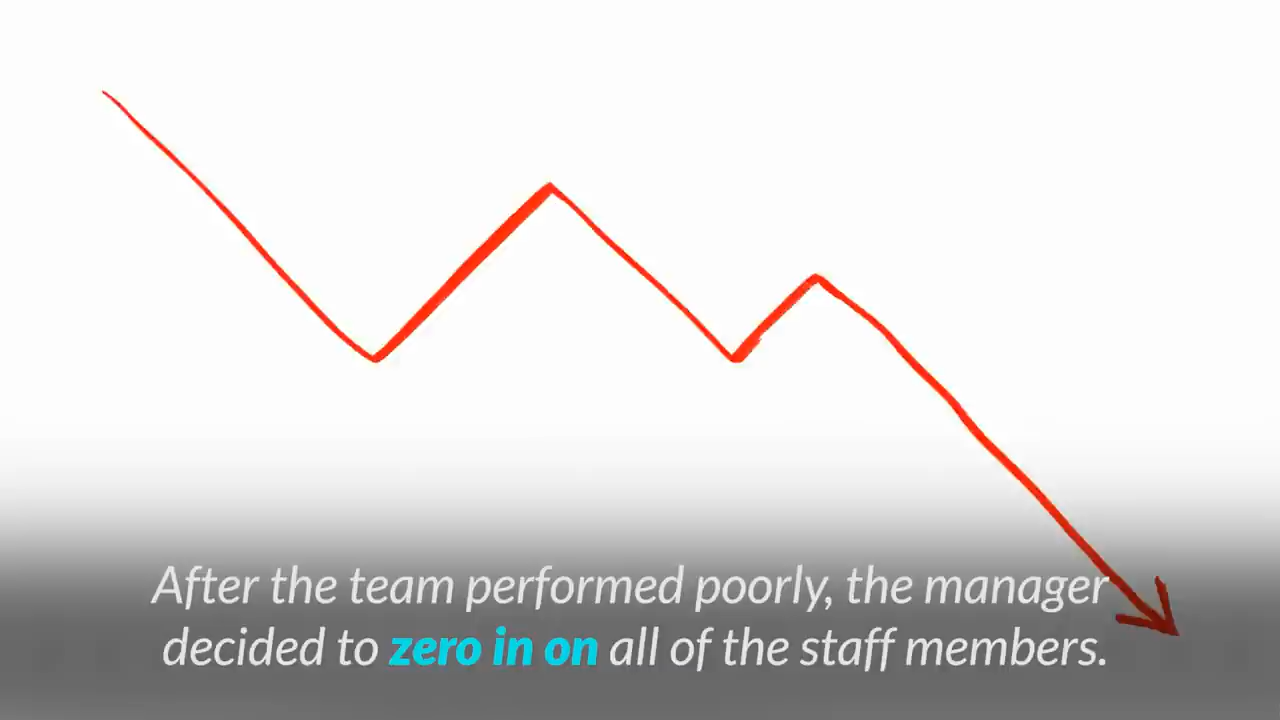 After the team performed poorly, the manager
decided to zero in on all of the staff members.